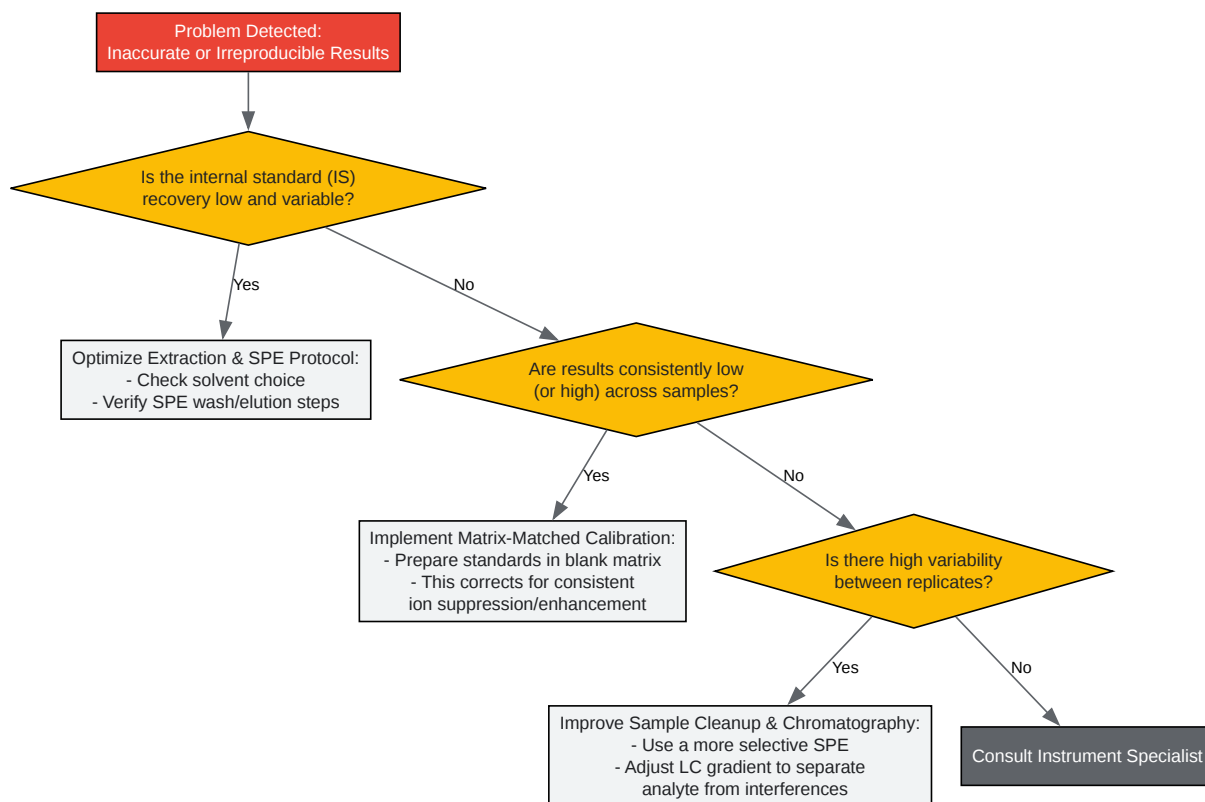 Problem Detected:
Inaccurate or Irreproducible Results
Is the internal standard (IS)
recovery low and variable?
Yes
No
Optimize Extraction & SPE Protocol:
- Check solvent choice
- Verify SPE wash/elution steps
Are results consistently low
(or high) across samples?
Yes
No
Implement Matrix-Matched Calibration:
- Prepare standards in blank matrix
- This corrects for consistent
ion suppression/enhancement
Is there high variability
between replicates?
Yes
No
Improve Sample Cleanup & Chromatography:
- Use a more selective SPE
- Adjust LC gradient to separate
analyte from interferences
Consult Instrument Specialist